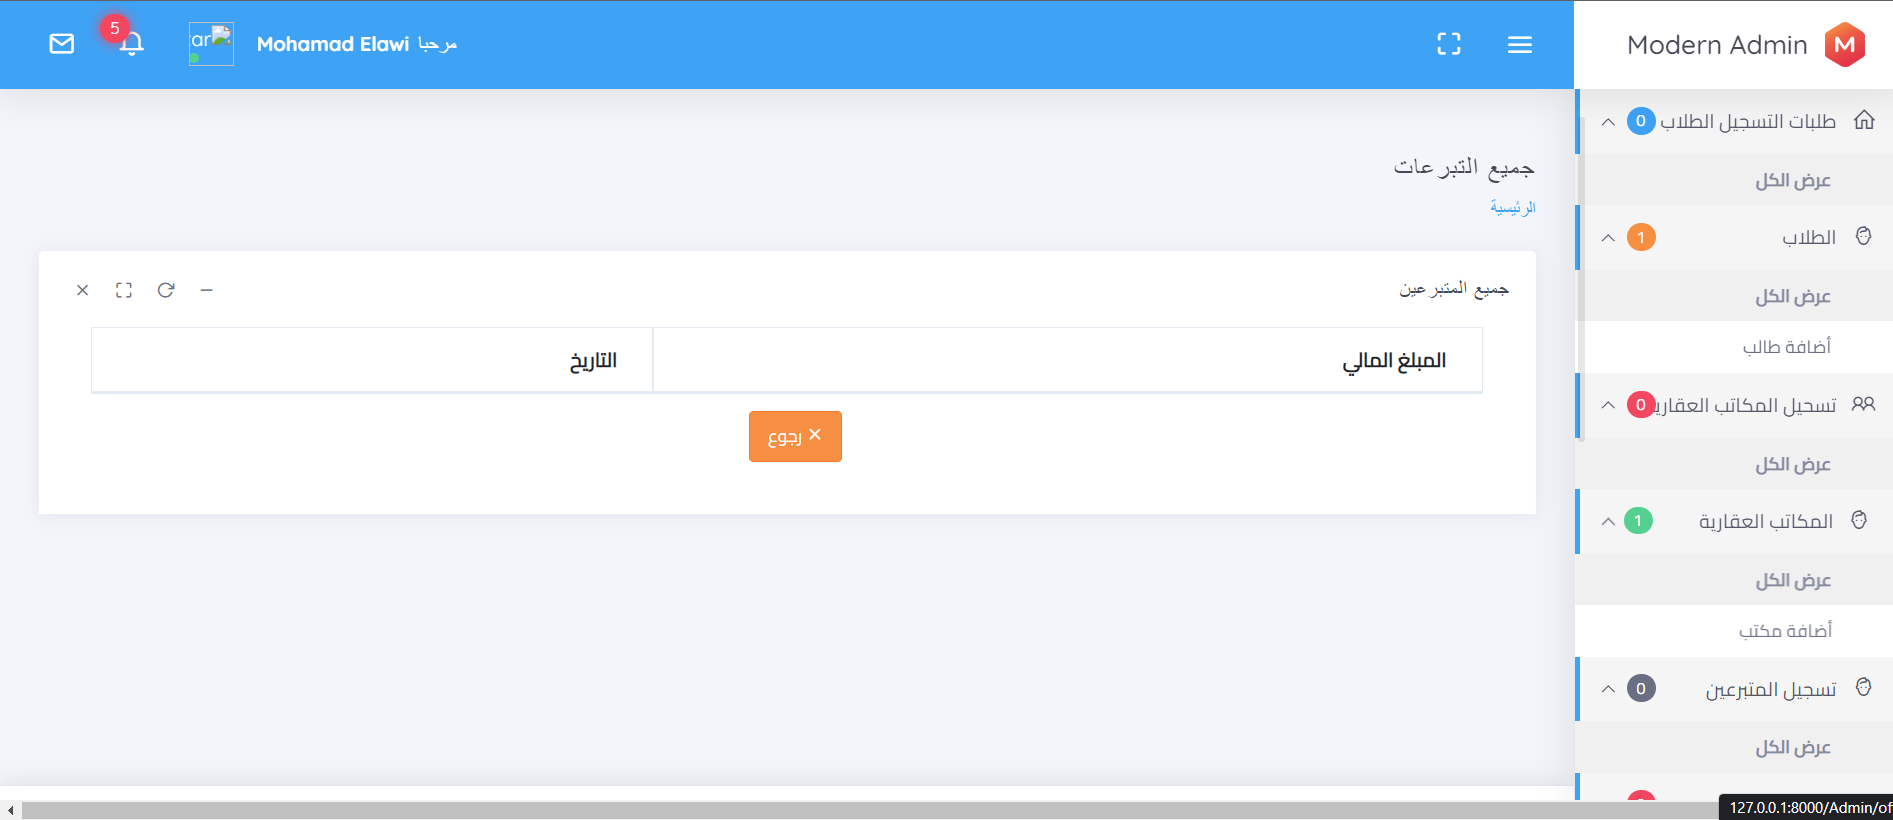 Modern Admin
مرحبا Mohamad Elawi
ar
5
طلبات التسجيل الطلاب 0
عرض الكل
الطلاب 1
عرض الكل
أضافة طالب
تسحيل المكاتب العقارية 0
عرض الكل
المكاتب العقارية 1
عرض الكل
أضافة مكتب
تسجيل المتبرعين 0
عرض الكل
جميع التبرعات
الرئيسية
جميع المتبرعين
المبلغ المالي التاريخ
× رجوع
127.0.0.1:8000/Admin/of